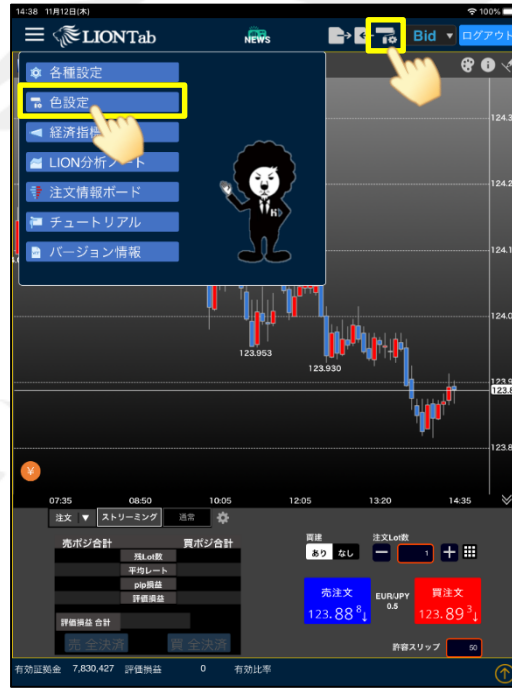 14:38 11月12日(木) 100%
LIONTab NEWS Bid ▼ ログアウト
各種設定
色設定
経済指標
LION分析ノート
注文情報ボード
チュートリアル
バージョン情報
124.3
124.2
124.1
124.0
123.953
123.930
123.9
123.8
123.8
¥
07:35 08:50 10:05 12:05 13:20 14:35
注文 ▼ ストリーミング 通常
売ポジ合計 買ポジ合計
残Lot数
平均レート
pip損益
評価損益
評価損益 合計
売 全決済 買 全決済
両建 注文Lot数
あり なし 1
売注文 EUR/JPY 買注文
123.88⁸↓ 0.5 123.89³↓
許容スリップ 50
有効証拠金 7,830,427 評価損益 0 有効比率